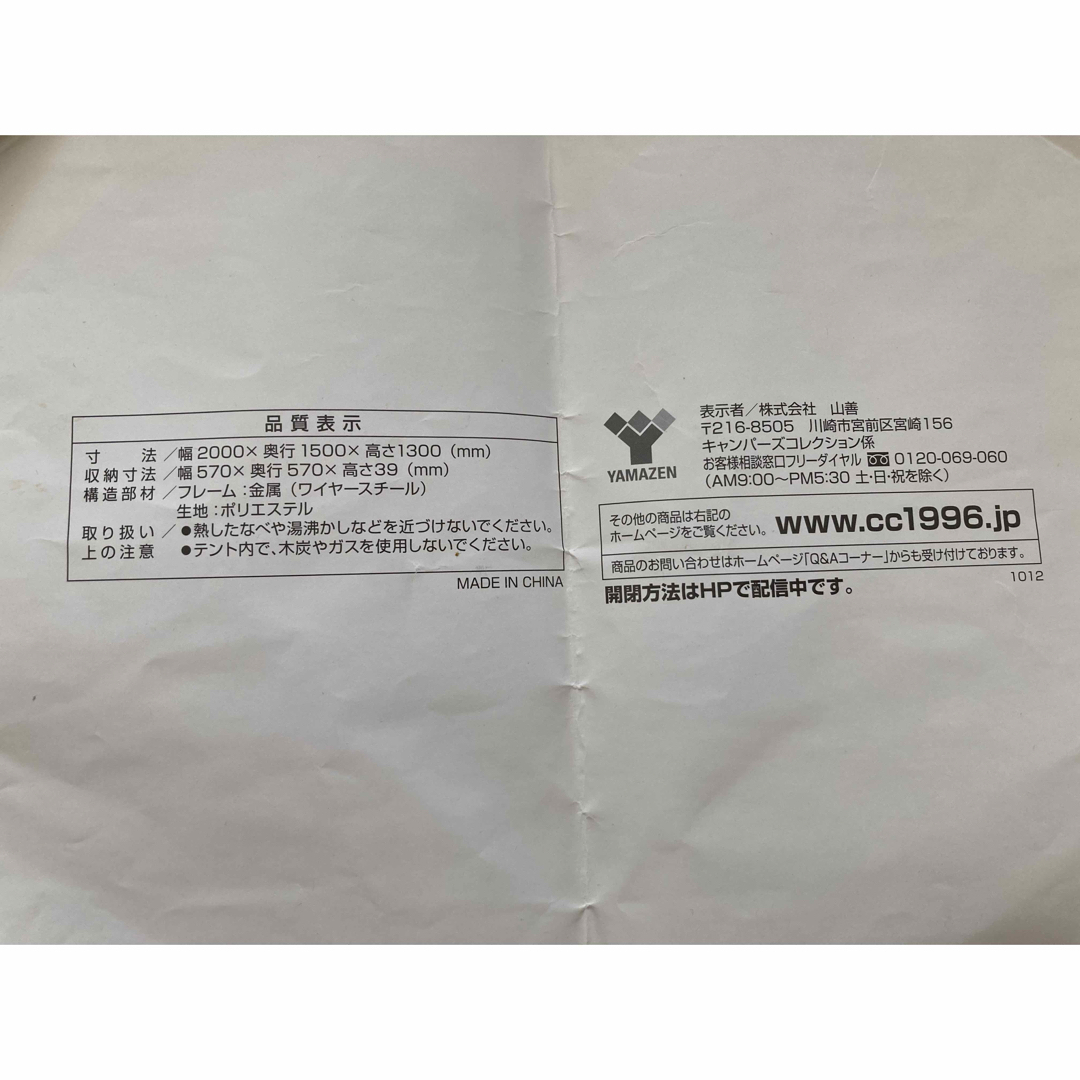 品質表示
寸法/幅2000×奥行1500×高さ1300(mm)
収納寸法/幅570×奥行570×高さ39(mm)
構造部材/フレーム:金属(ワイヤースチール)
生地:ポリエステル
取り扱い/●熱したなべや湯沸かしなどを近づけないでください。
上の注意 ●テント内で、木炭やガスを使用しないでください。
MADE IN CHINA
YAMAZEN
表示者/株式会社 山善
〒216-8505 川崎市宮前区宮崎156
キャンパーズコレクション係
お客様相談窓口フリーダイヤル 0120-069-060
(AM9:00〜PM5:30 土・日・祝を除く)
その他の商品は右記の
ホームページをご覧ください。
www.cc1996.jp
商品のお問い合わせはホームページ「Q&Aコーナー」からも受け付けております。
開閉方法はHPで配信中です。
1012